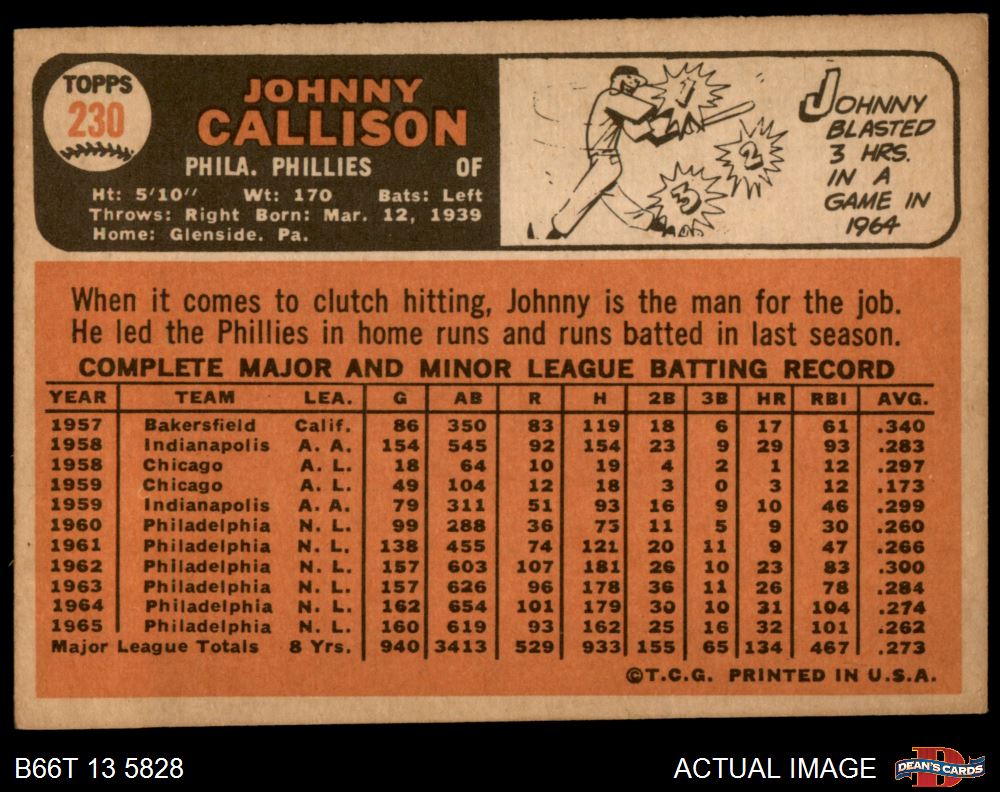 TOPPS
230
JOHNNY
CALLISON
PHILA. PHILLIES OF
Ht: 5'10" Wt: 170 Bats: Left
Throws: Right Born: Mar. 12, 1939
Home: Glenside. Pa.
1
2
3
JOHNNY
BLASTED
3 HRS.
IN A
GAME IN
1964
When it comes to clutch hitting, Johnny is the man for the job.
He led the Phillies in home runs and runs batted in last season.
COMPLETE MAJOR AND MINOR LEAGUE BATTING RECORD
YEAR TEAM LEA. G AB R H 2B 3B HR RBI AVG.
1957 Bakersfield Calif. 86 350 83 119 18 6 17 61 .340
1958 Indianapolis A. A. 154 545 92 154 23 9 29 93 .283
1958 Chicago A. L. 18 64 10 19 4 2 1 12 .297
1959 Chicago A. L. 49 104 12 18 3 0 3 12 .173
1959 Indianapolis A. A. 79 311 51 93 16 9 10 46 .299
1960 Philadelphia N. L. 99 288 36 75 11 5 9 30 .260
1961 Philadelphia N. L. 138 455 74 121 20 11 9 47 .266
1962 Philadelphia N. L. 157 603 107 181 26 10 23 83 .300
1963 Philadelphia N. L. 157 626 96 178 36 11 26 78 .284
1964 Philadelphia N. L. 162 654 101 179 30 10 31 104 .274
1965 Philadelphia N. L. 160 619 93 162 25 16 32 101 .262
Major League Totals 8 Yrs. 940 3413 529 933 155 65 134 467 .273
©T.C.G. PRINTED IN U.S.A.
B66T 13 5828
ACTUAL IMAGE
DEAN'S CARDS